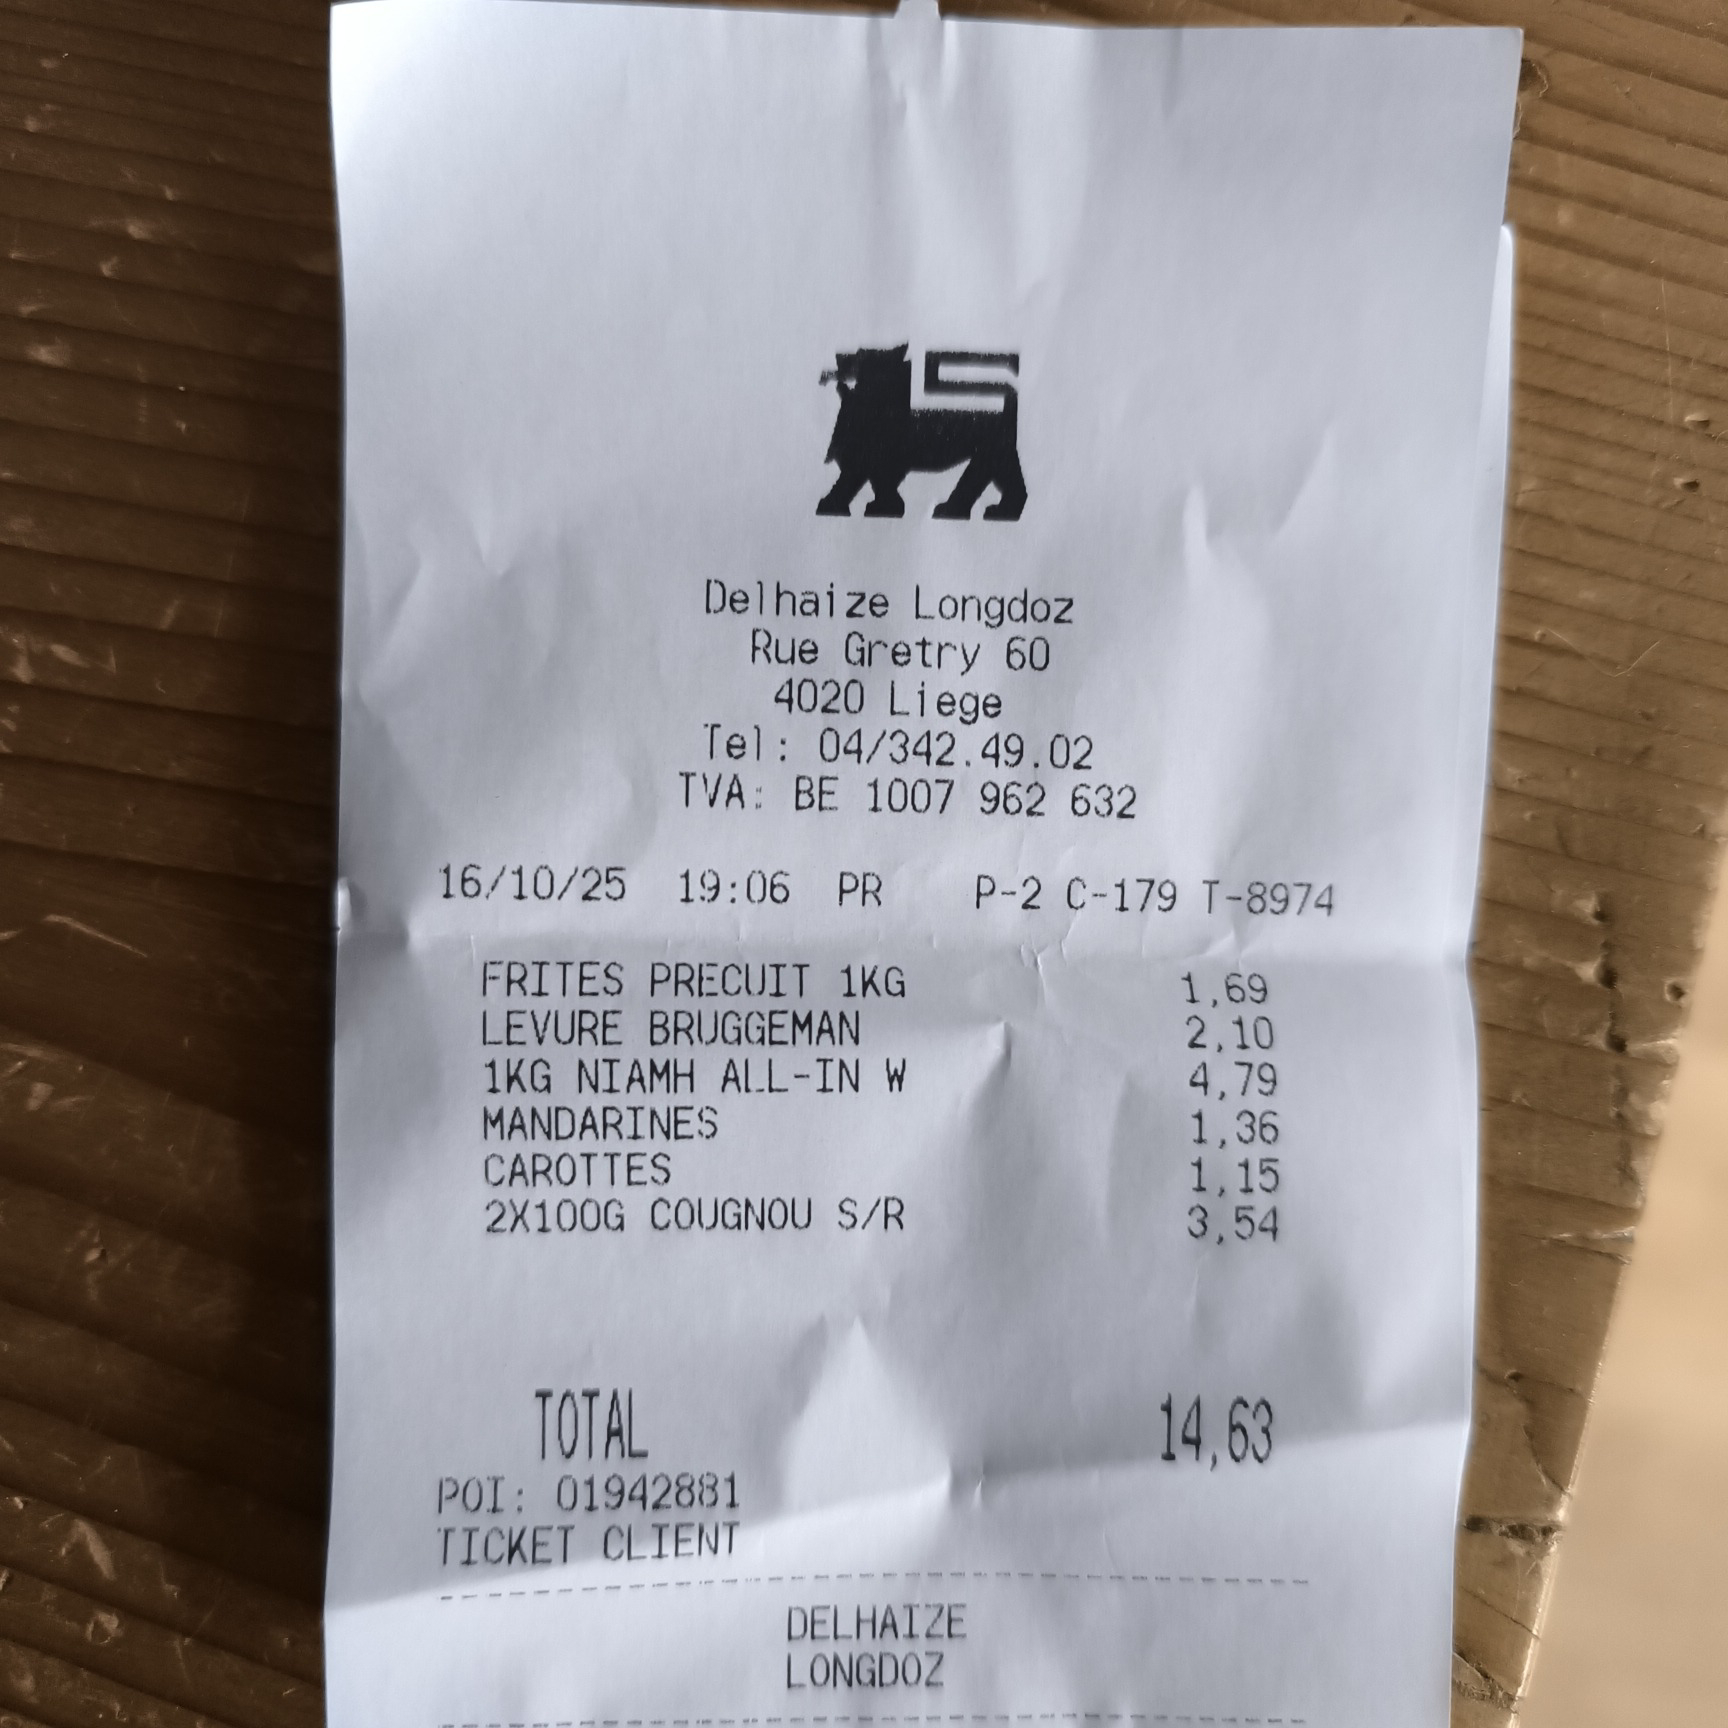 Delhaize Longdoz
Rue Gretry 60
4020 Liege
Tel: 04/342.49.02
TVA: BE 1007 962 632
16/10/25 19:06 PR P-2 C-179 T-8974
FRITES PRECUIT 1KG 1,69
LEVURE BRUGGEMAN 2,10
1KG NIAMH ALL-IN W 4,79
MANDARINES 1,36
CAROTTES 1,15
2X100G COUGNOU S/R 3,54
TOTAL 14,63
POI: 01942881
TICKET CLIENT
DELHAIZE
LONGDOZ